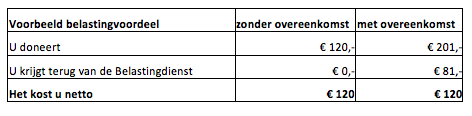 Voorbeeld belastingvoordeel zonder overeenkomst met overeenkomst
U doneert € 120,- € 201,-
U krijgt terug van de Belastingdienst € 0,- € 81,-
Het kost u netto € 120 € 120